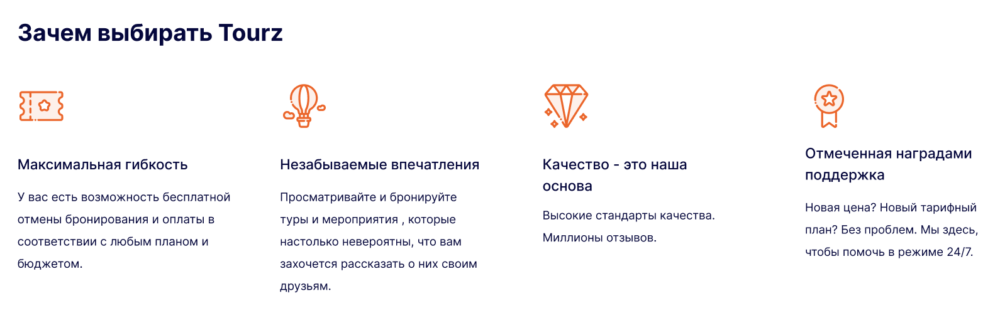 Зачем выбирать Tourz
Максимальная гибкость
У вас есть возможность бесплатной
отмены бронирования и оплаты в
соответствии с любым планом и
бюджетом.
Незабываемые впечатления
Просматривайте и бронируйте
туры и мероприятия , которые
настолько невероятны, что вам
захочется рассказать о них своим
друзьям.
Качество - это наша
основа
Высокие стандарты качества.
Миллионы отзывов.
Отмеченная наградами
поддержка
Новая цена? Новый тарифный
план? Без проблем. Мы здесь,
чтобы помочь в режиме 24/7.